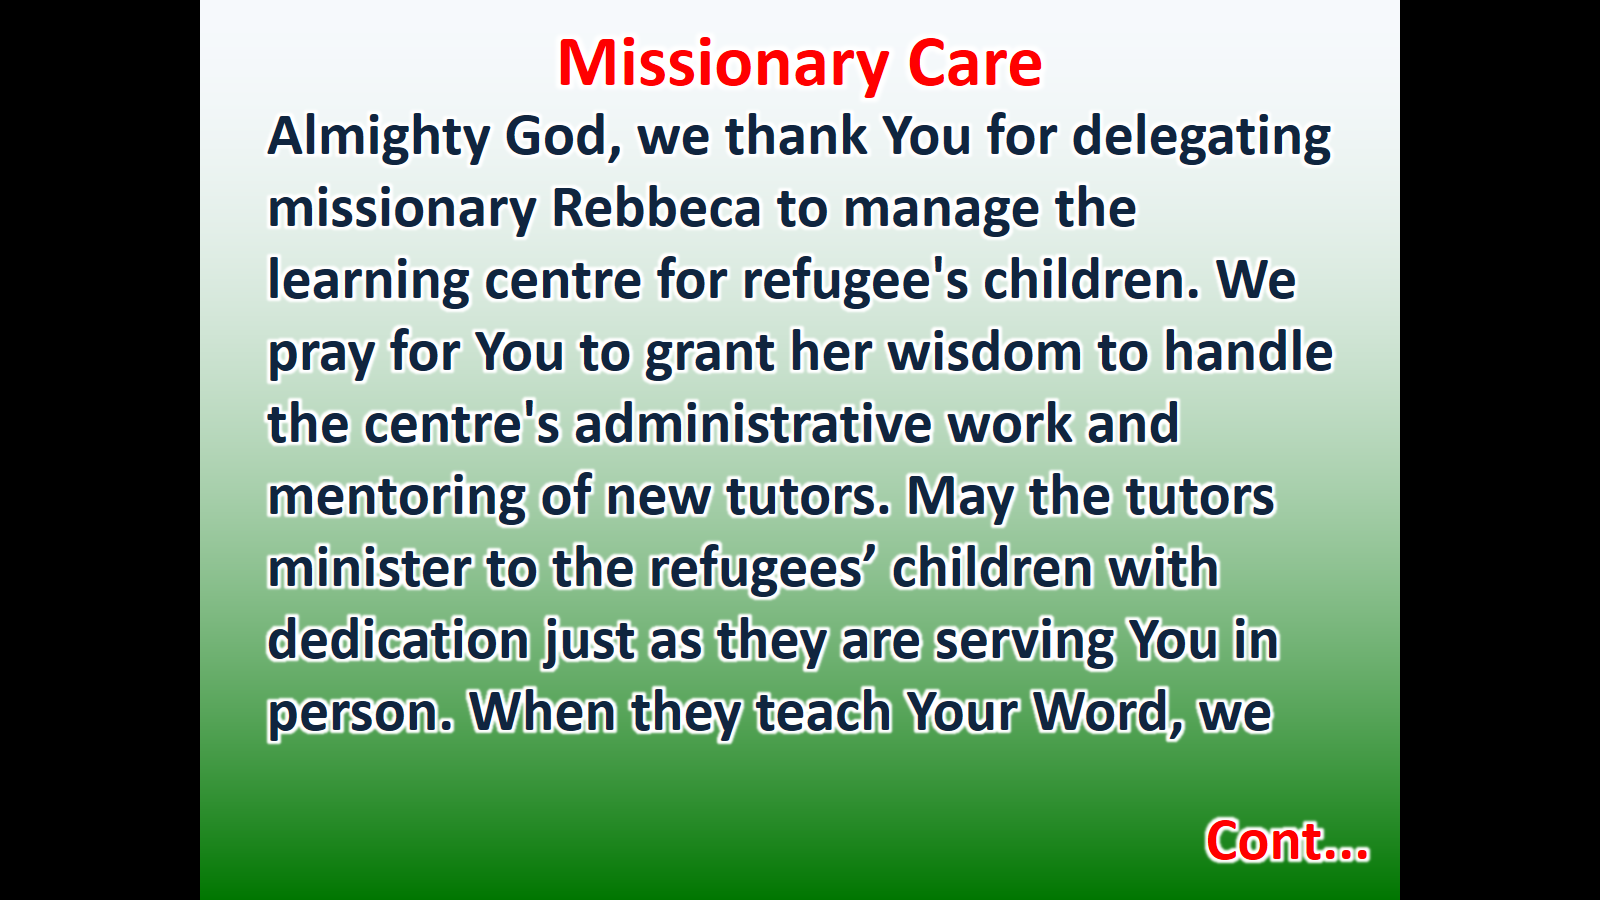 Missionary Care
Almighty God, we thank You for delegating
missionary Rebbeca to manage the
learning centre for refugee's children. We
pray for You to grant her wisdom to handle
the centre's administrative work and
mentoring of new tutors. May the tutors
minister to the refugees’ children with
dedication just as they are serving You in
person. When they teach Your Word, we
Cont...